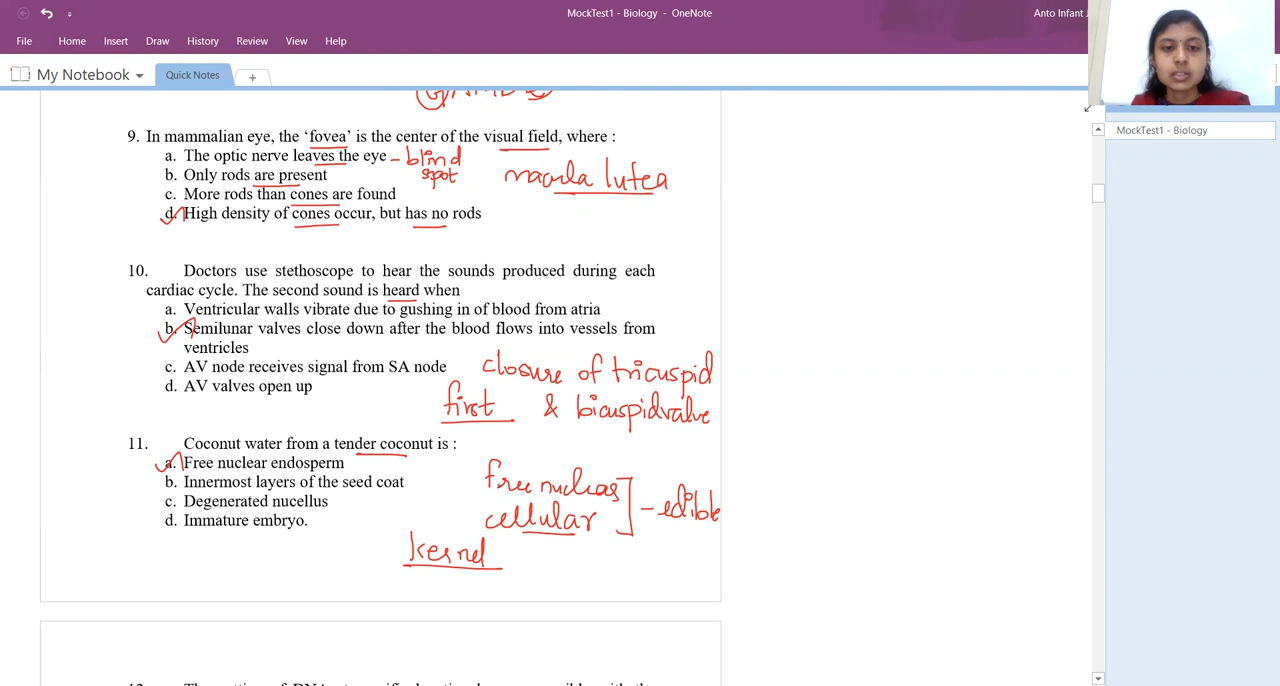 MockTest1 - Biology - OneNote
Anto Infant J
File Home Insert Draw History Review View Help
My Notebook
Quick Notes
+
MockTest1 - Biology
9. In mammalian eye, the ‘fovea’ is the center of the visual field, where :
a. The optic nerve leaves the eye - blind spot
b. Only rods are present
macula lutea
c. More rods than cones are found
d. High density of cones occur, but has no rods
10. Doctors use stethoscope to hear the sounds produced during each
cardiac cycle. The second sound is heard when
a. Ventricular walls vibrate due to gushing in of blood from atria
b. Semilunar valves close down after the blood flows into vessels from
ventricles
c. AV node receives signal from SA node
d. AV valves open up
closure of tricuspid
first & bicuspid valve
11. Coconut water from a tender coconut is :
a. Free nuclear endosperm
b. Innermost layers of the seed coat
c. Degenerated nucellus
d. Immature embryo.
cellular
- edible
kernel